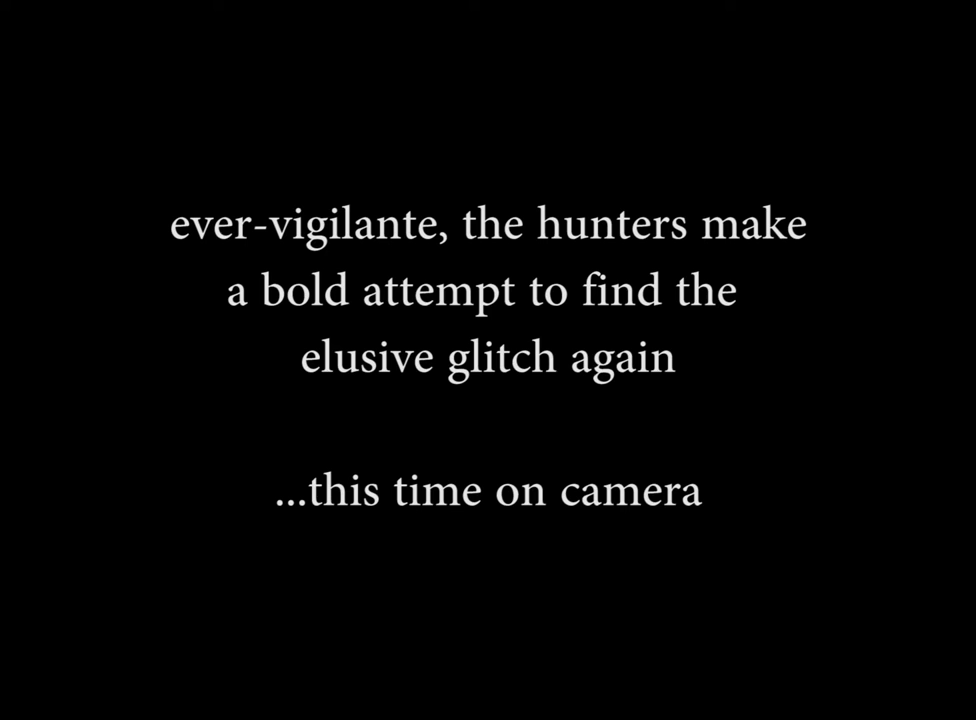 ever-vigilante, the hunters make
a bold attempt to find the
elusive glitch again
...this time on camera